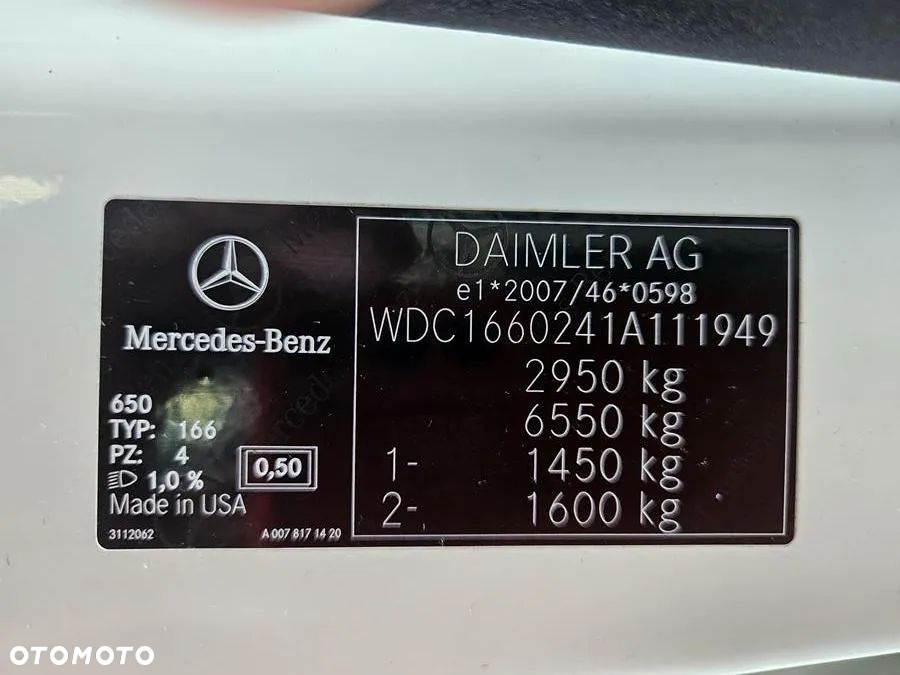 Mercedes-Benz
650
TYP: 166
PZ: 4
1,0 %
0,50
Made in USA
3112062
A 007 817 14 20
DAIMLER AG
e1*2007/46*0598
WDC1660241A111949
2950 kg
6550 kg
1- 1450 kg
2- 1600 kg
OTOMOTO